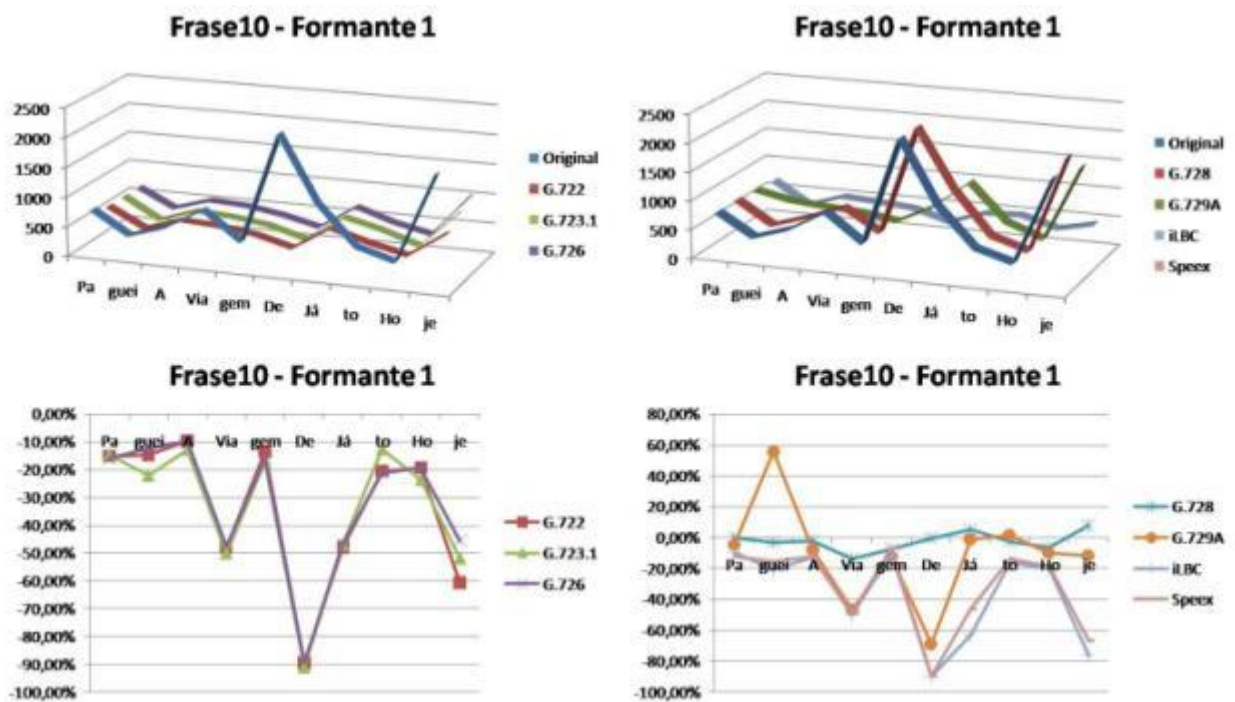 Frase10 - Formante 1
2500
2000
1500
1000
500
0
Pa guei A Via gem De Já to Ho je
Original
G.722
G.723.1
G.726
Frase10 - Formante 1
2500
2000
1500
1000
500
0
Pa guei A Via gem De Já to Ho je
Original
G.728
G.729A
iLBC
Speex
Frase10 - Formante 1
0,00%
-10,00%
-20,00%
-30,00%
-40,00%
-50,00%
-60,00%
-70,00%
-80,00%
-90,00%
-100,00%
Pa guei A Via gem De Já to Ho je
G.722
G.723.1
G.726
Frase10 - Formante 1
80,00%
60,00%
40,00%
20,00%
0,00%
-20,00%
-40,00%
-60,00%
-80,00%
-100,00%
Pa guei A Via gem De Já to Ho je
G.728
G.729A
iLBC
Speex